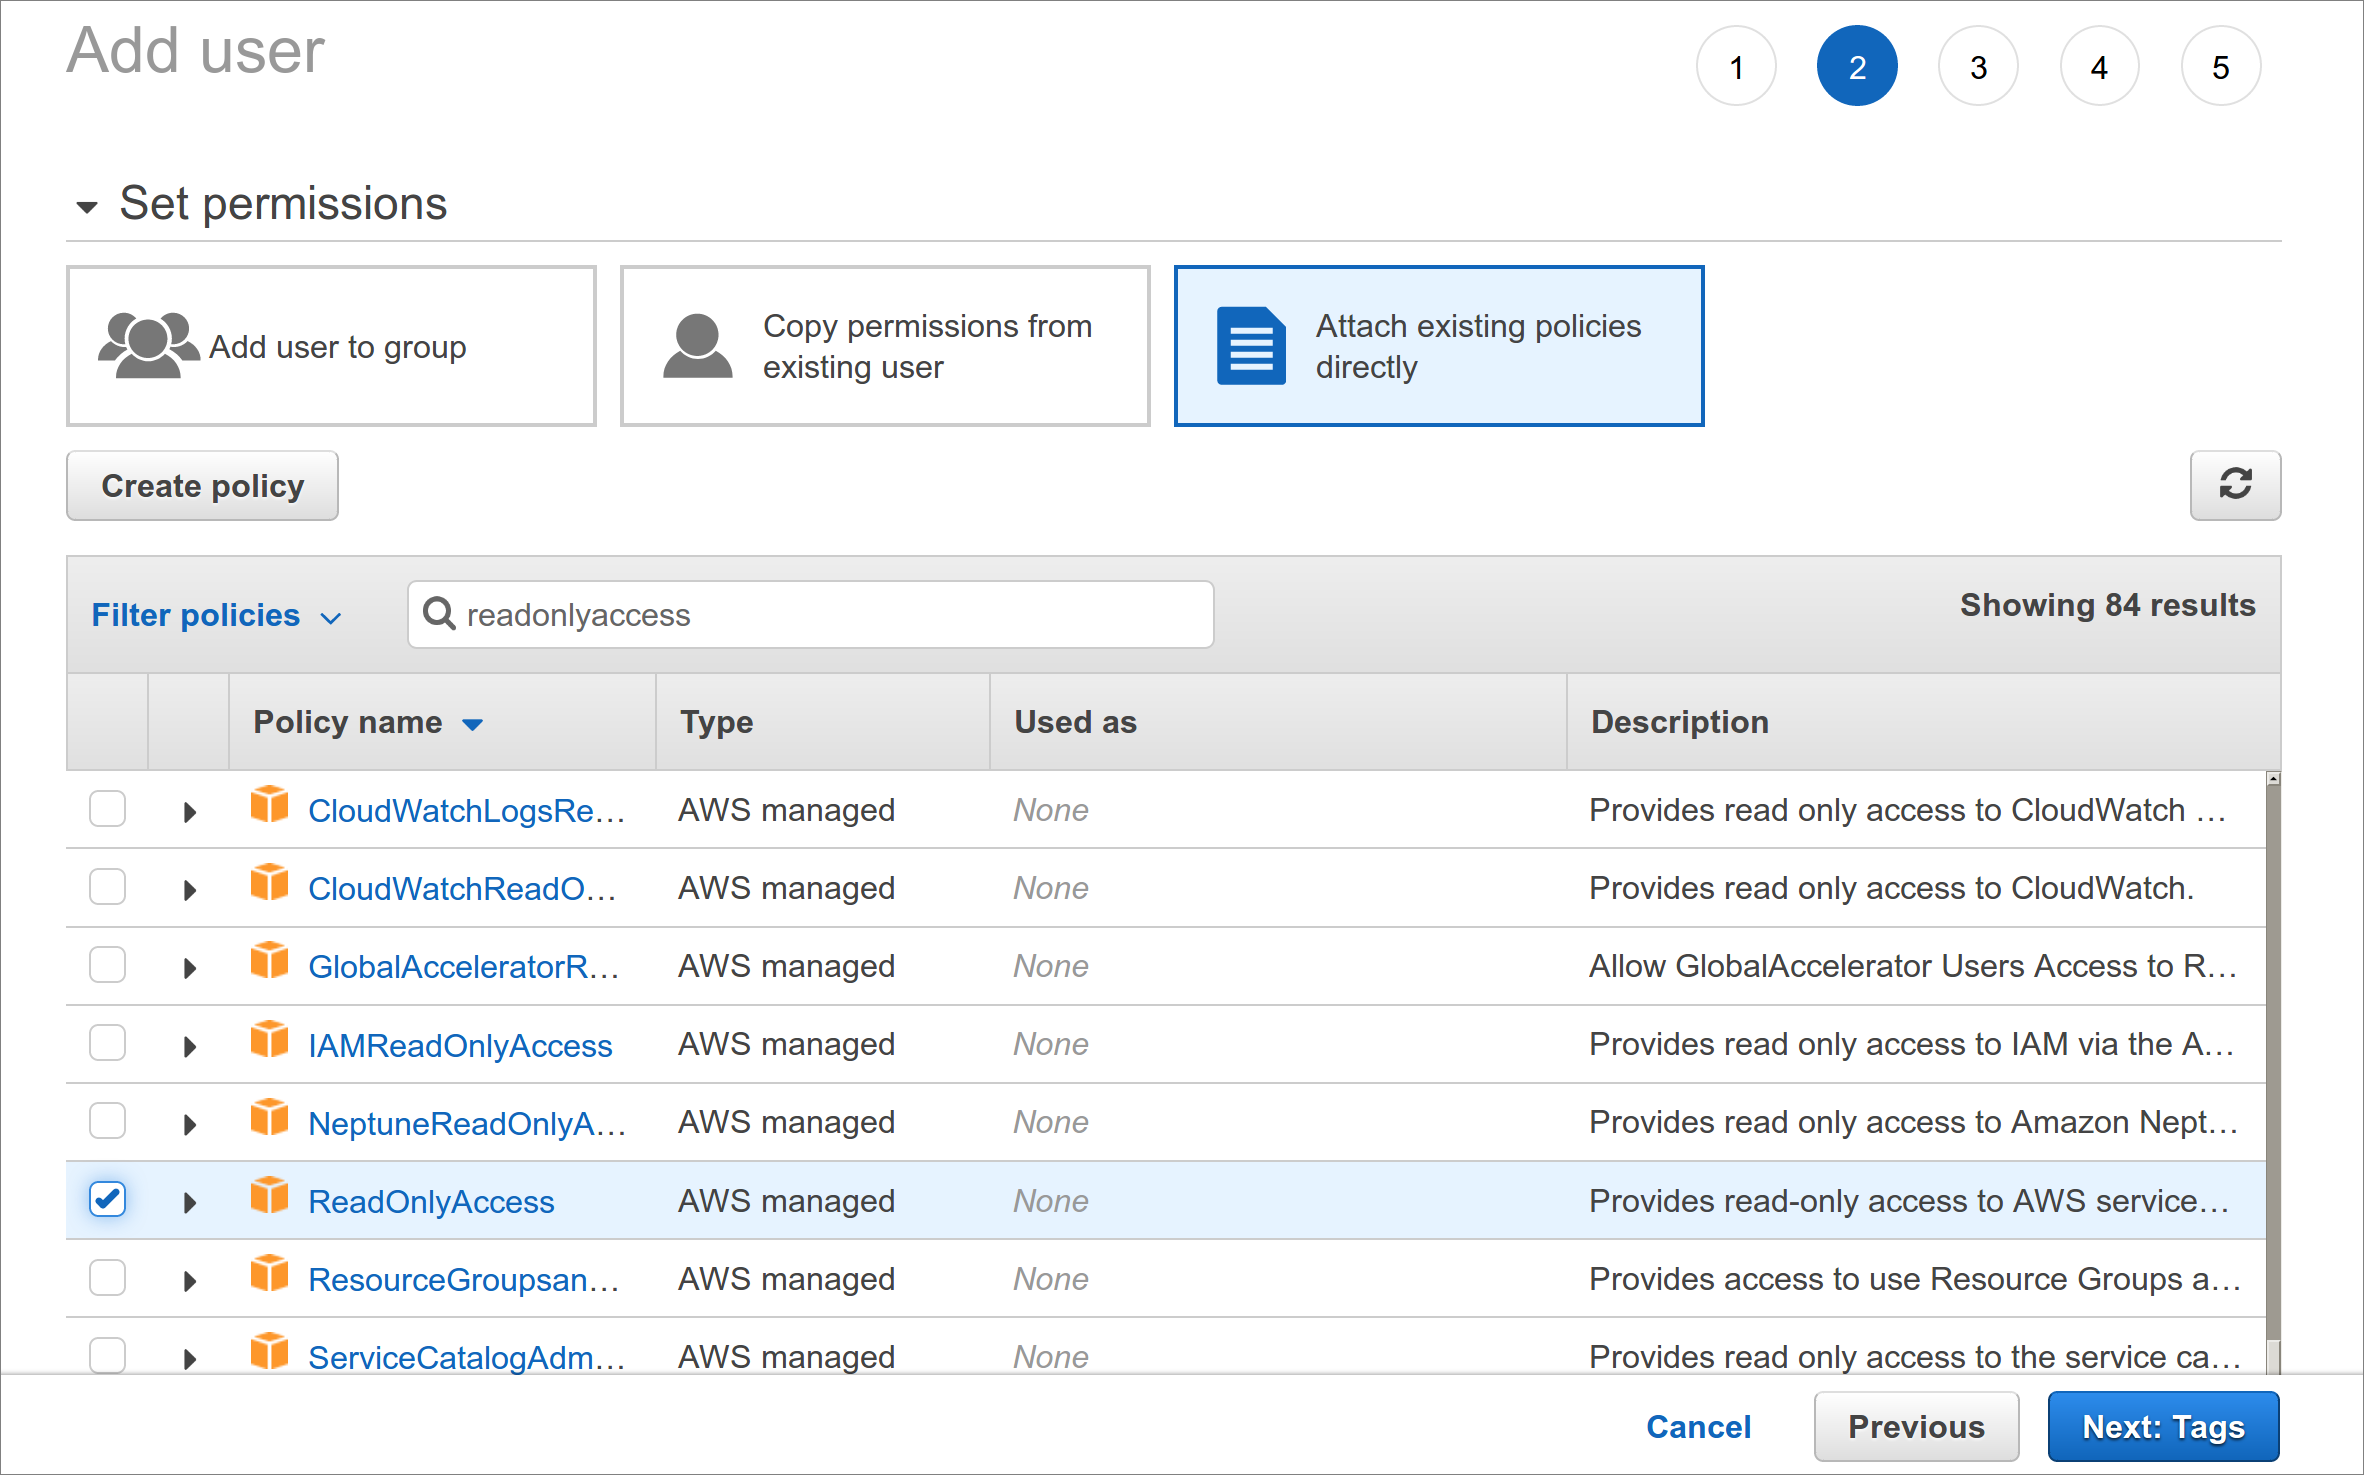 Add user
1 2 3 4 5
Set permissions
Add user to group
Copy permissions from
existing user
Attach existing policies
directly
Create policy
Filter policies
readonlyaccess
Showing 84 results
Policy name Type Used as Description
CloudWatchLogsRe... AWS managed None Provides read only access to CloudWatch ...
CloudWatchReadO... AWS managed None Provides read only access to CloudWatch.
GlobalAcceleratorR... AWS managed None Allow GlobalAccelerator Users Access to R...
IAMReadOnlyAccess AWS managed None Provides read only access to IAM via the A...
NeptuneReadOnlyA... AWS managed None Provides read only access to Amazon Nept...
ReadOnlyAccess AWS managed None Provides read-only access to AWS service...
ResourceGroupsan... AWS managed None Provides access to use Resource Groups a...
ServiceCatalogAdm... AWS managed None Provides read only access to the service ca...
Cancel Previous Next: Tags